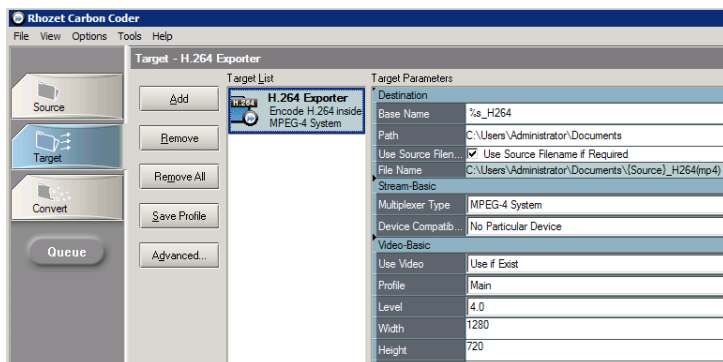 Rhozet Carbon Coder
File View Options Tools Help
Target - H.264 Exporter
Source
Target
Convert
Queue
Add
Remove
Remove All
Save Profile
Advanced...
Target List
H.264
H.264 Exporter
Encode H.264 inside
MPEG-4 System
Target Parameters
Destination
Base Name %s_H264
Path C:\Users\Administrator\Documents
Use Source Filen... Use Source Filename if Required
File Name C:\Users\Administrator\Documents\{Source}_H264(mp4)
Stream-Basic
Multiplexer Type MPEG-4 System
Device Compatib... No Particular Device
Video-Basic
Use Video Use if Exist
Profile Main
Level 4.0
Width 1280
Height 720